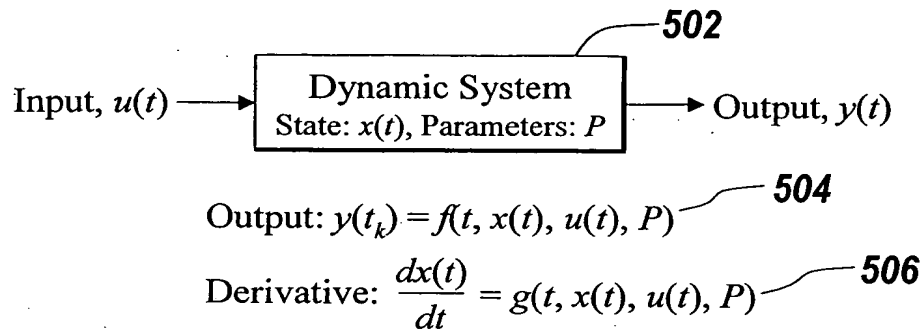 502
Input, u(t)
Dynamic System
State: x(t), Parameters: P
Output, y(t)
504
Output: y(t_k) = f(t, x(t), u(t), P)
506
Derivative: dx(t)/dt = g(t, x(t), u(t), P)